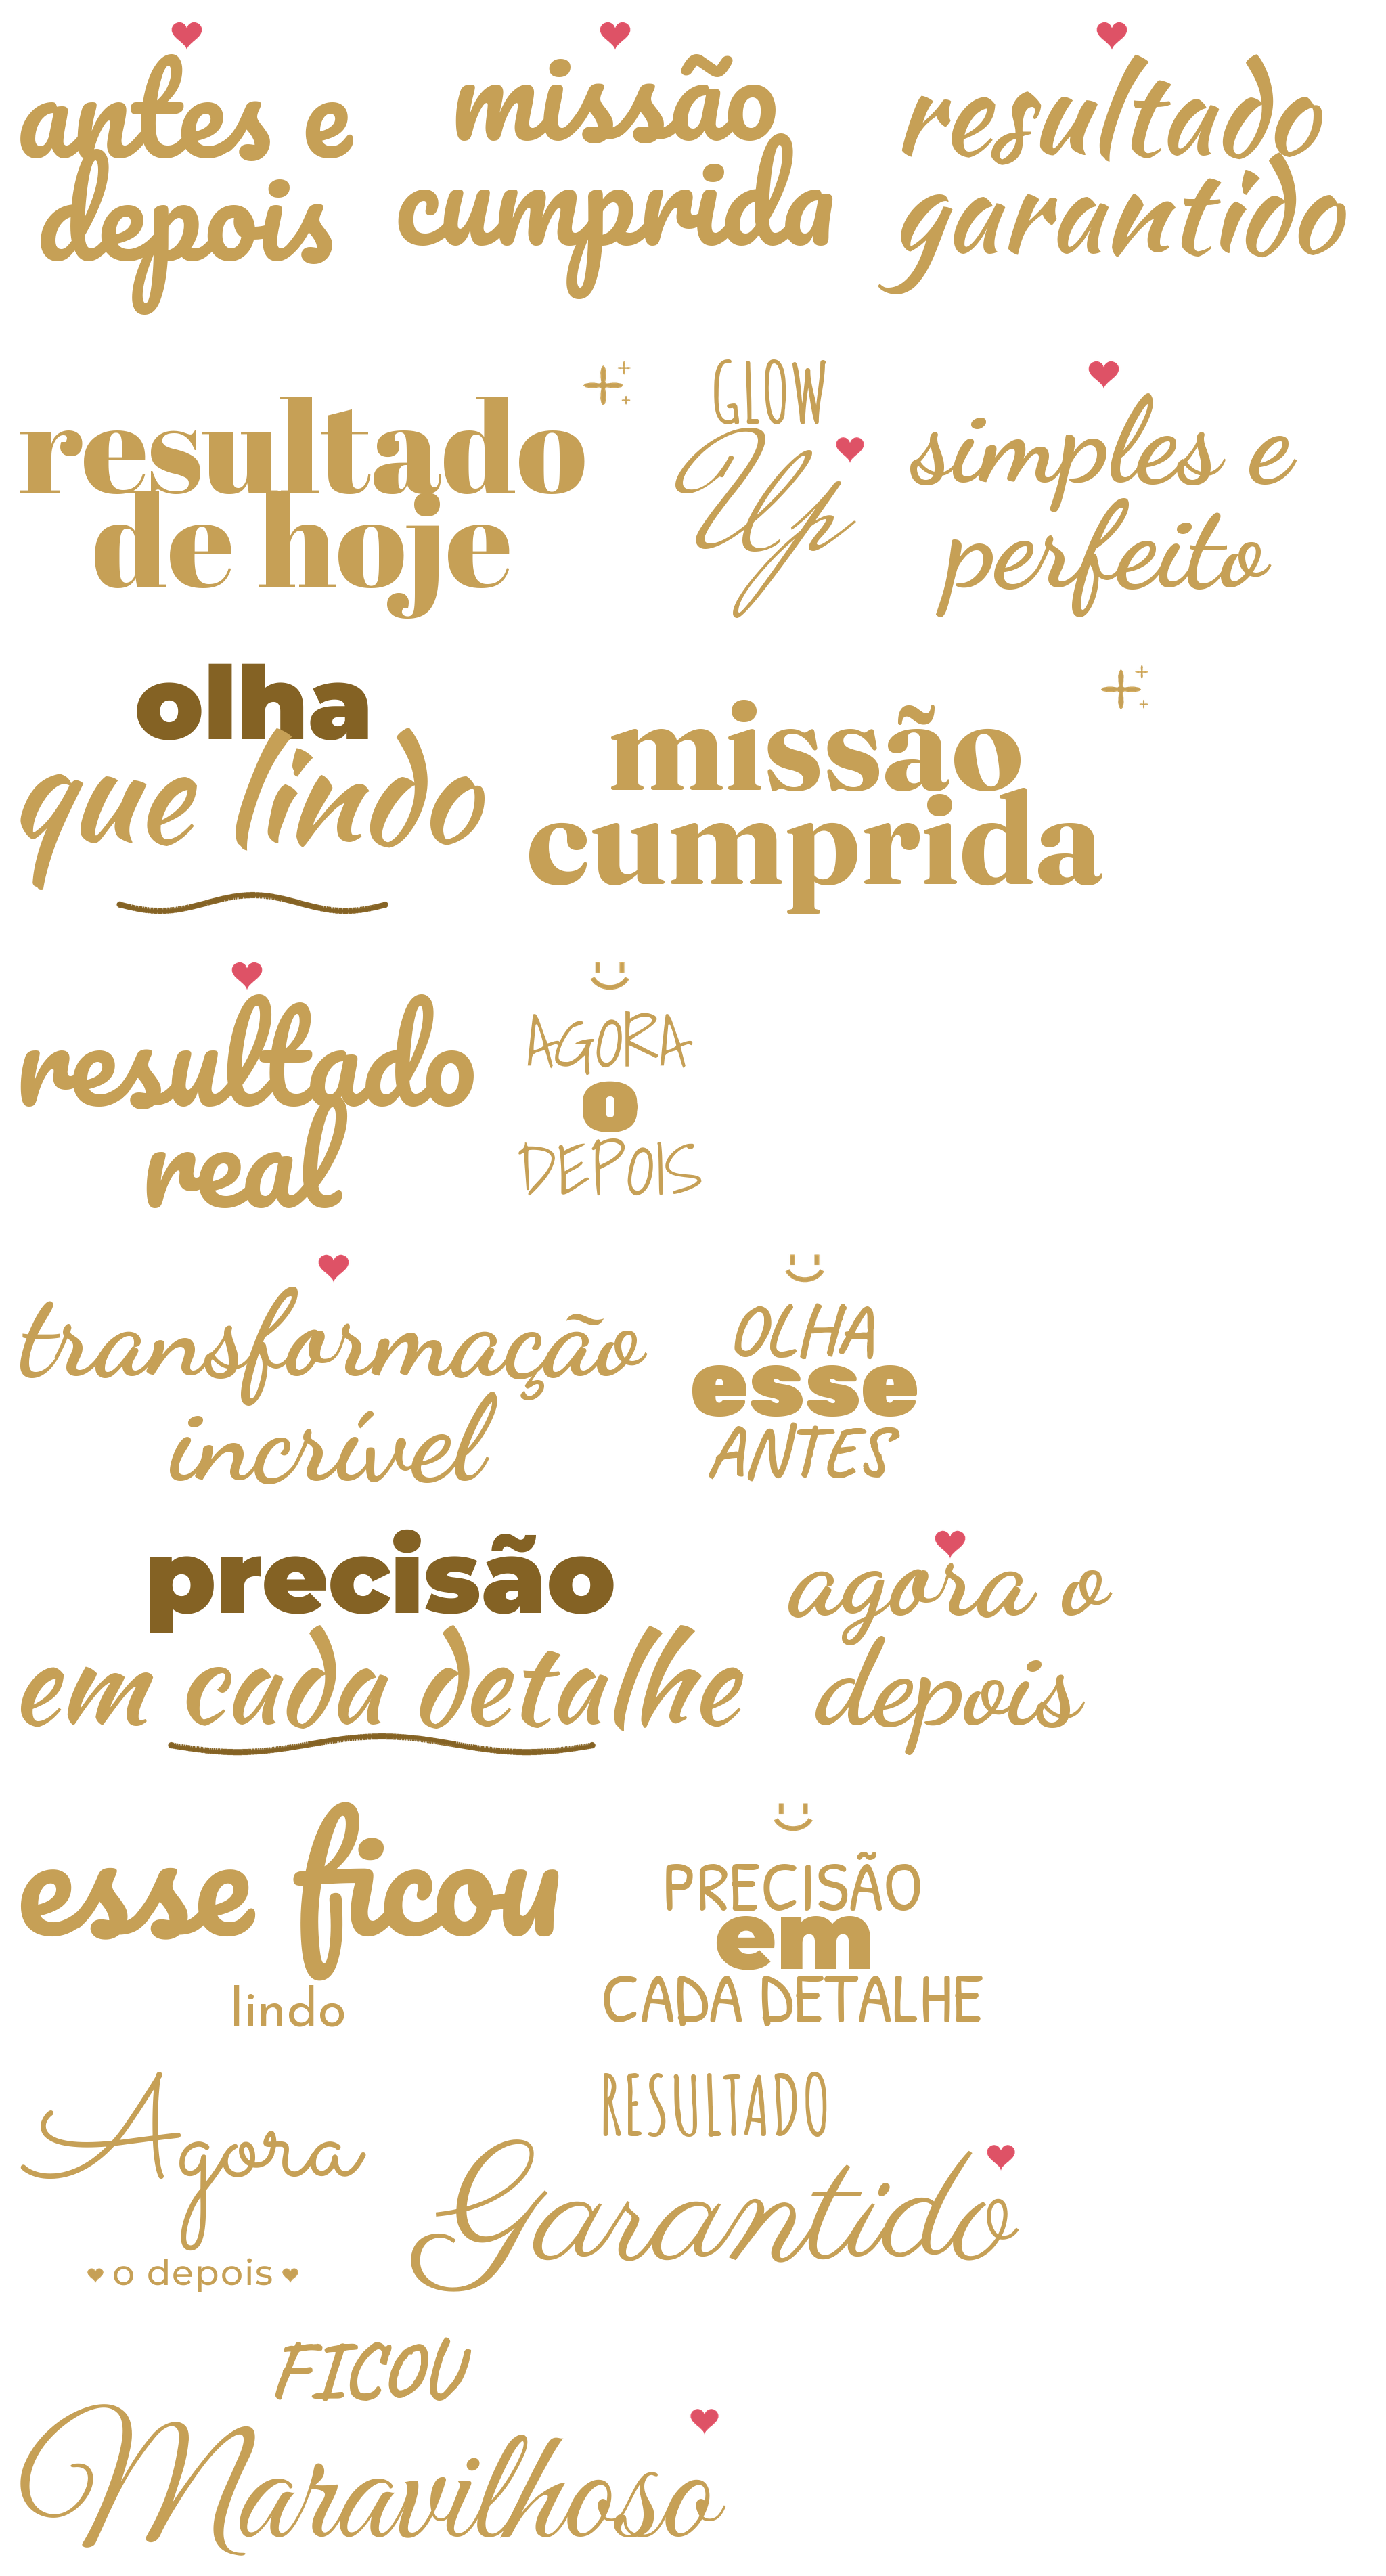 antes e
depois
missão
cumprida
resultado
garantido
resultado
de hoje
GLOW
Up
simples e
perfeito
olha
que lindo
missão
cumprida
resultado
real
AGORA
o
DEPOIS
transformação
incrível
OLHA
esse
ANTES
precisão
em cada detalhe
agora o
depois
esse ficou
lindo
PRECISÃO
em
CADA DETALHE
Agora
o depois
RESULTADO
Garantido
FICOU
Maravilhoso